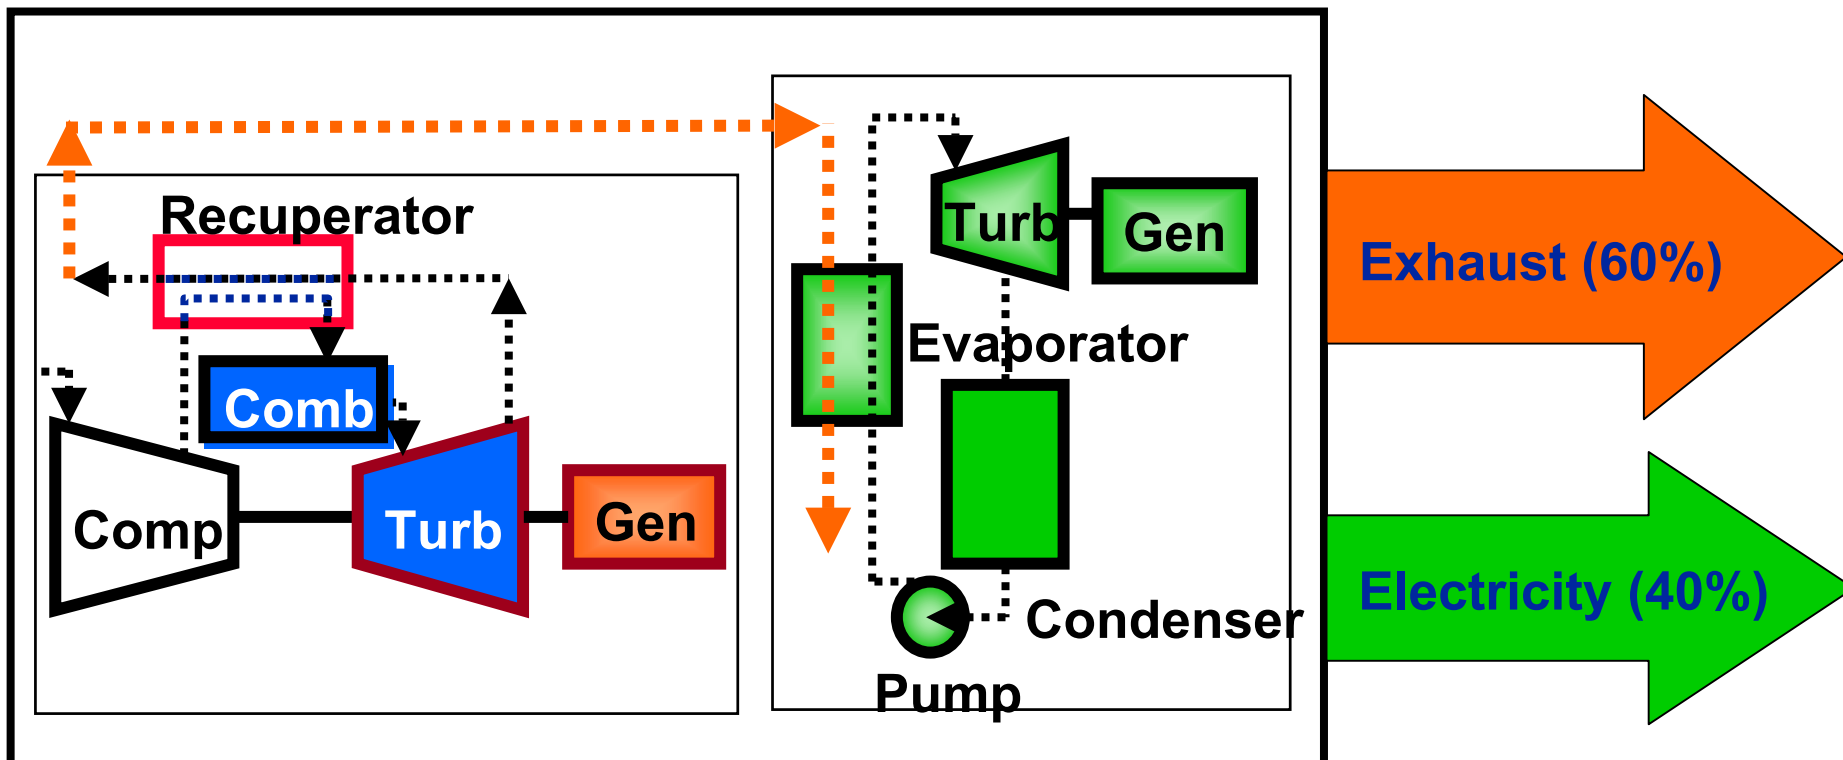 Recuperator
Comb
Comp
Turb
Gen
Turb
Gen
Evaporator
Condenser
Pump
Exhaust (60%)
Electricity (40%)